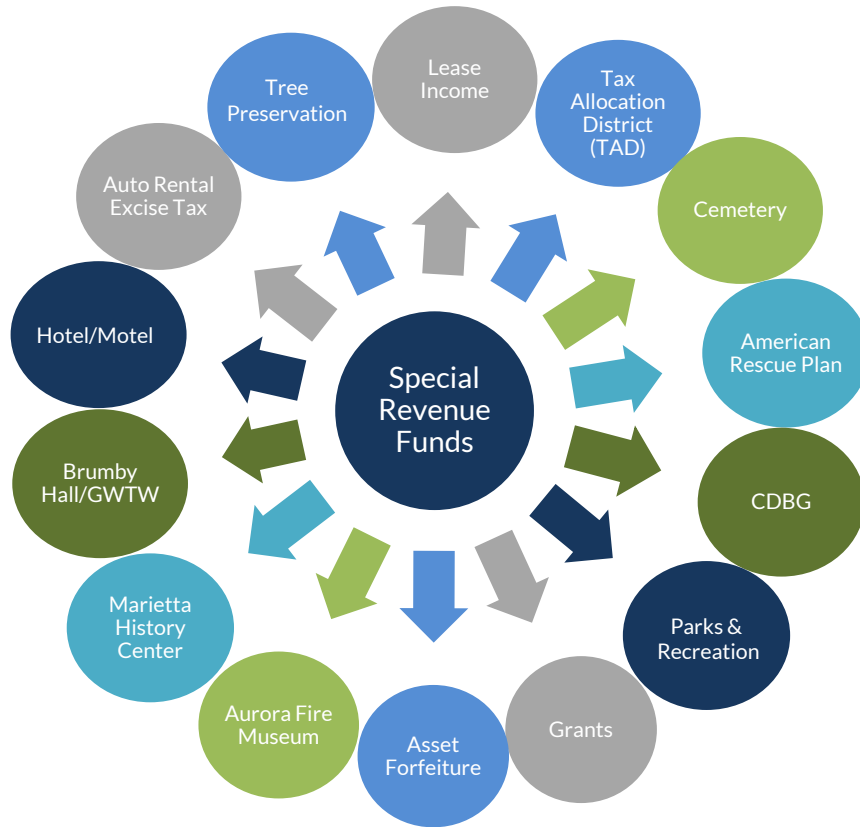 Lease
Income
Tax
Allocation
District
(TAD)
Cemetery
American
Rescue Plan
CDBG
Parks &
Recreation
Grants
Asset
Forfeiture
Aurora Fire
Museum
Marietta
History
Center
Brumby
Hall/GWTW
Hotel/Motel
Auto Rental
Excise Tax
Tree
Preservation
Special
Revenue
Funds